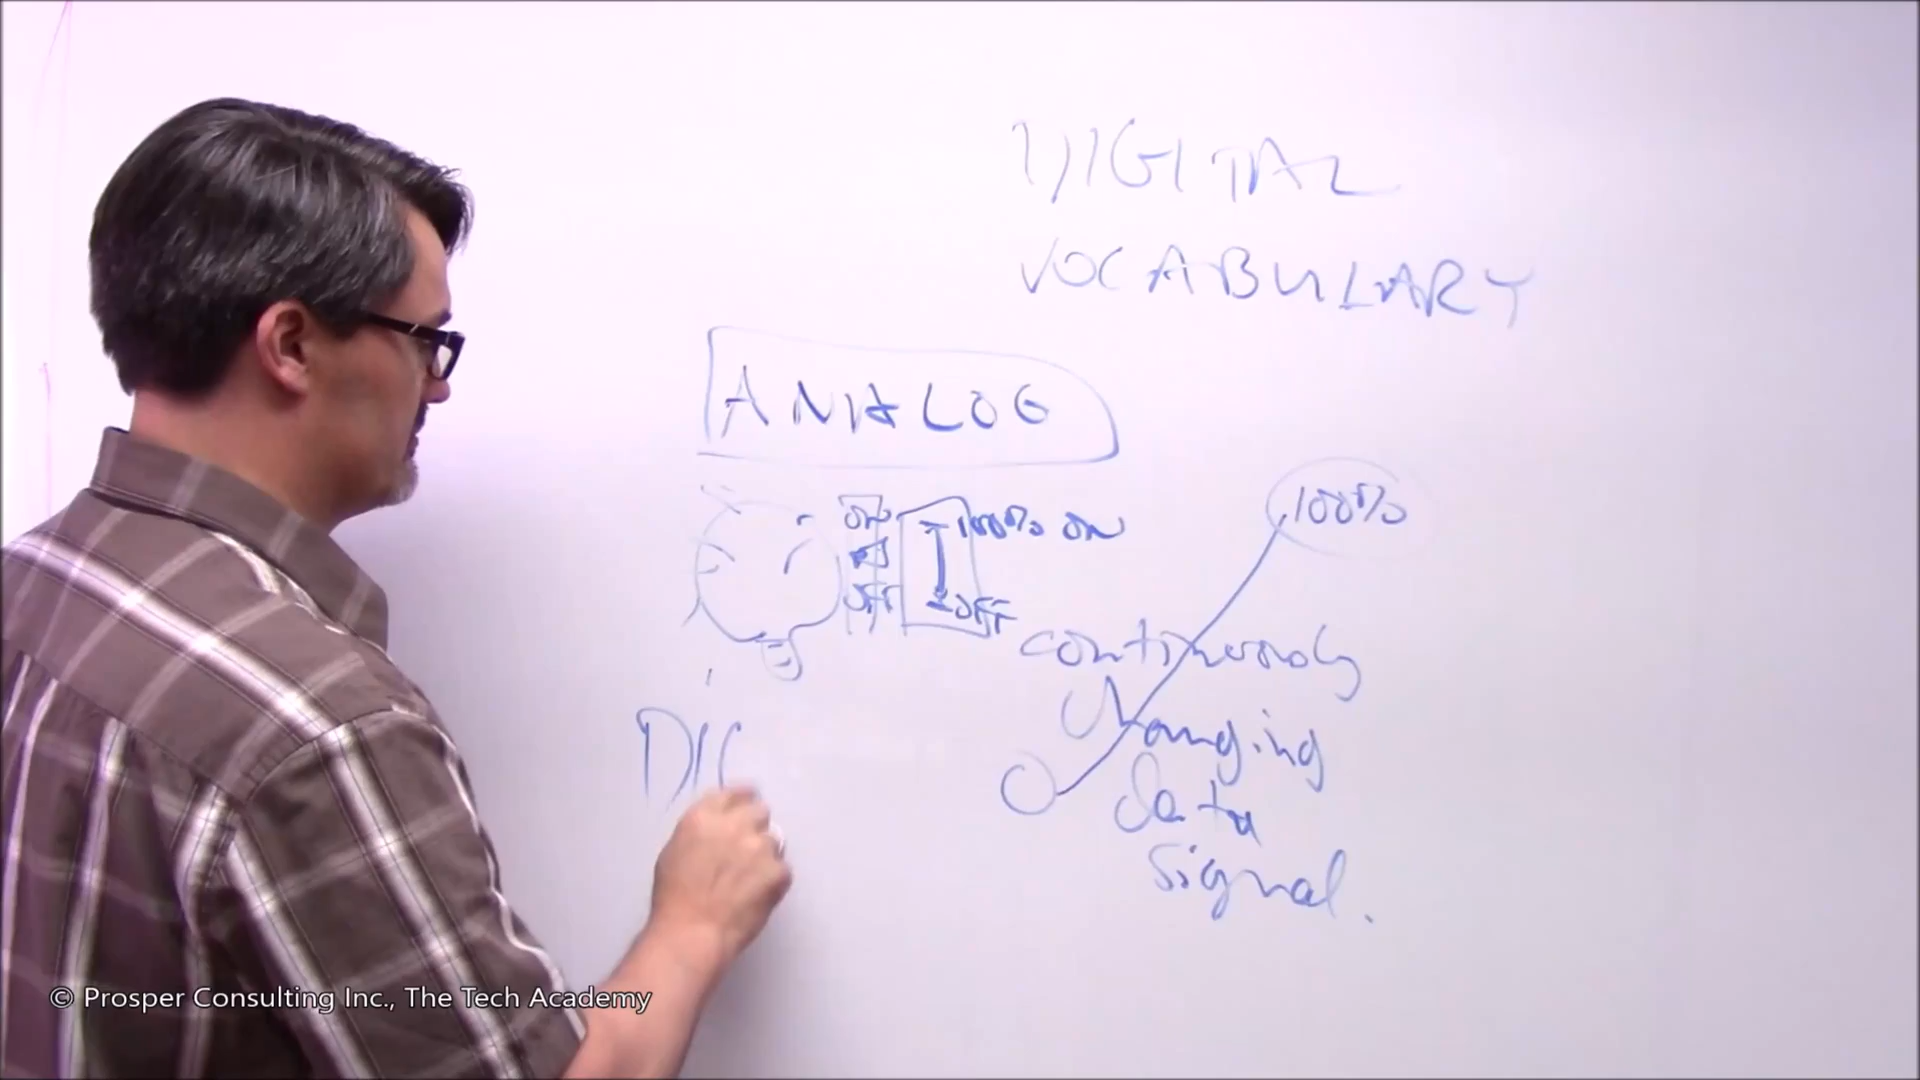 DIGITAL
VOCABULARY
ANALOG
ON
OFF
100% ON
OFF
100%
continuously
changing
data
signal.
DIG
© Prosper Consulting Inc., The Tech Academy